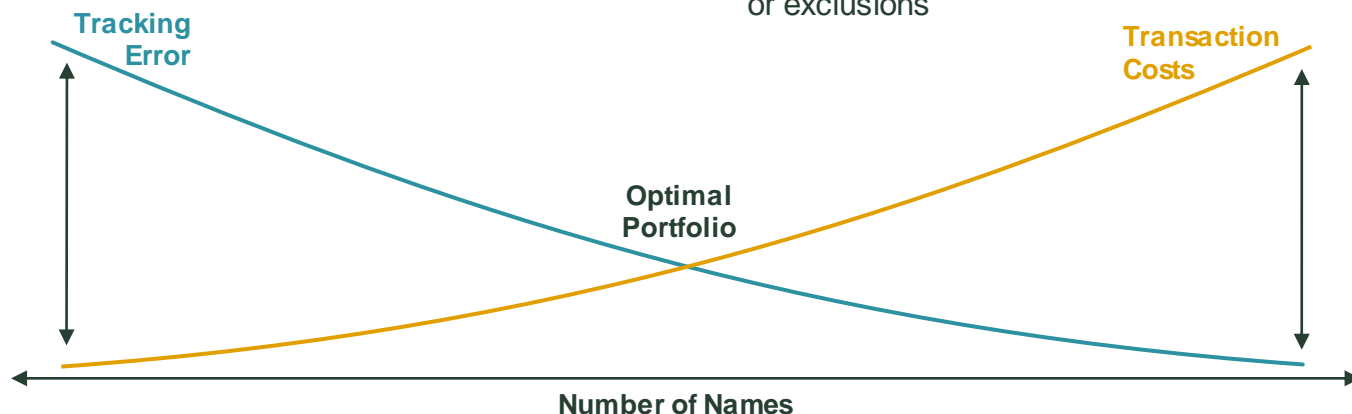 or exclusions
Tracking
Error
Transaction
Costs
Optimal
Portfolio
Number of Names